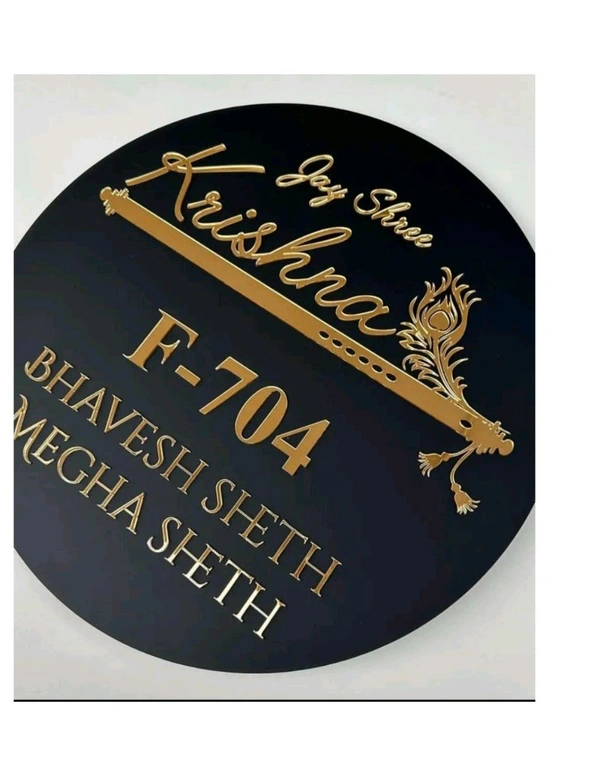 Jay Shree
Krishna
F-704
BHAVESH SHETH
MEGHA SHETH